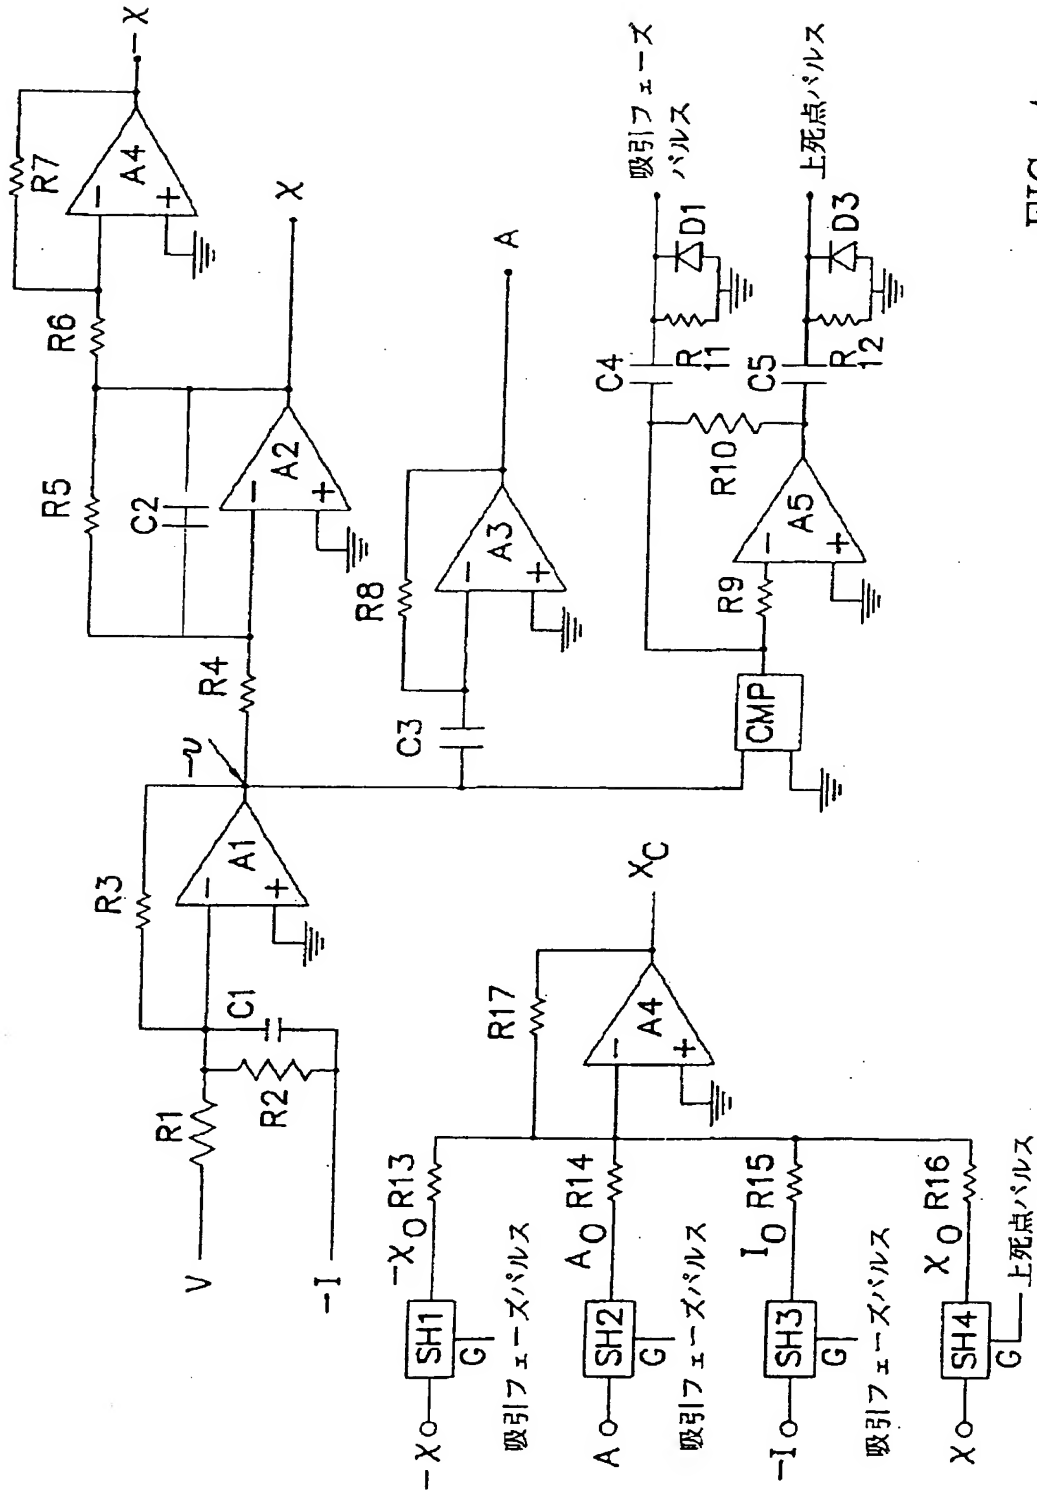 R7
A4
−
+
-χ
R6
R5
C2
A2
−
+
χ
R4
-v
R3
A1
−
+
R1
C1
R2
V
-I
R8
C3
A3
−
+
A
吸引フェーズ
パルス
C4
D1
R
11
R10
CMP
R9
A5
−
+
C5
上死点パルス
D3
R
12
-χ
SH1
G
-χ0
R13
吸引フェーズパルス
A
SH2
G
A0
R14
吸引フェーズパルス
-I
SH3
G
I0
R15
吸引フェーズパルス
χ
SH4
G
χ0
R16
上死点パルス
R17
A4
−
+
XC